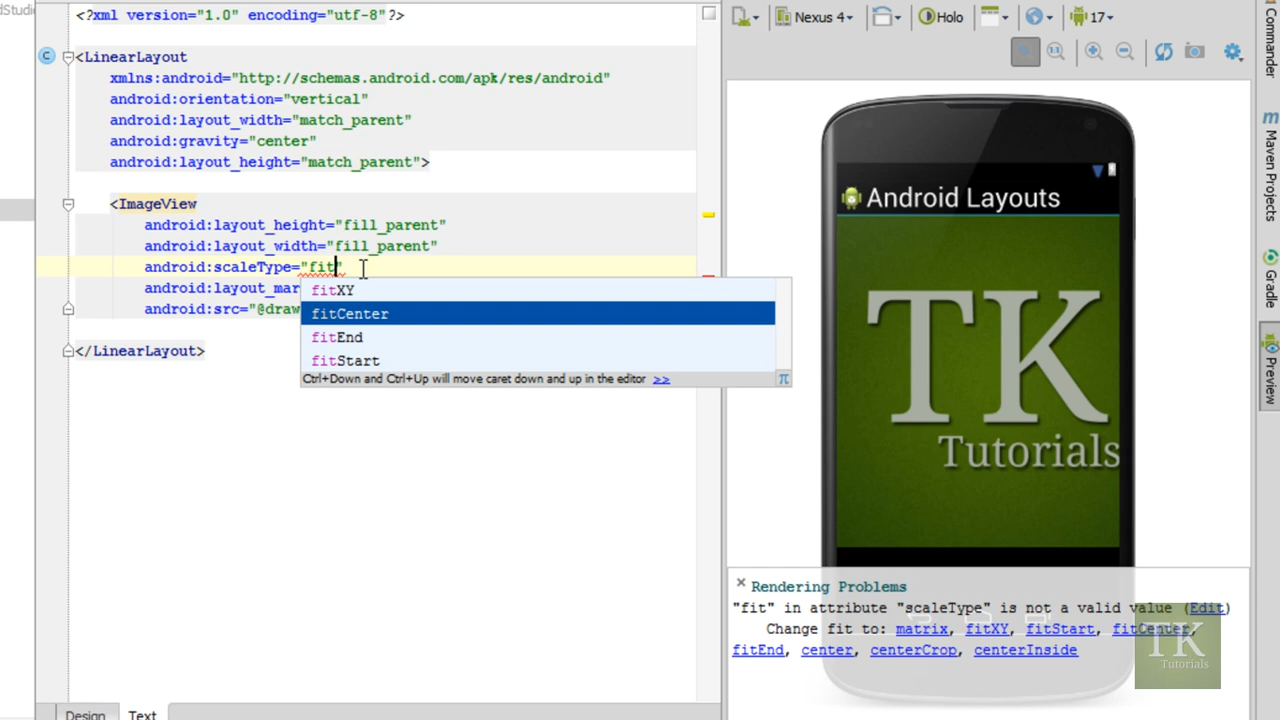 dStudio
<?xml version="1.0" encoding="utf-8"?>
<LinearLayout
xmlns:android="http://schemas.android.com/apk/res/android"
android:orientation="vertical"
android:layout_width="match_parent"
android:gravity="center"
android:layout_height="match_parent">
<ImageView
android:layout_height="fill_parent"
android:layout_width="fill_parent"
android:scaleType="fit"
android:layout_mar
android:src="@draw
</LinearLayout>
fitXY
fitCenter
fitEnd
fitStart
Ctrl+Down and Ctrl+Up will move caret down and up in the editor >>
π
Design
Text
Nexus 4
Holo
17
Android Layouts
TK
Tutorials
Rendering Problems
"fit" in attribute "scaleType" is not a valid value (Edit)
Change fit to: matrix, fitXY, fitStart, fitCenter,
fitEnd, center, centerCrop, centerInside
TK
Tutorials
Commander
Maven Projects
Gradle
Preview